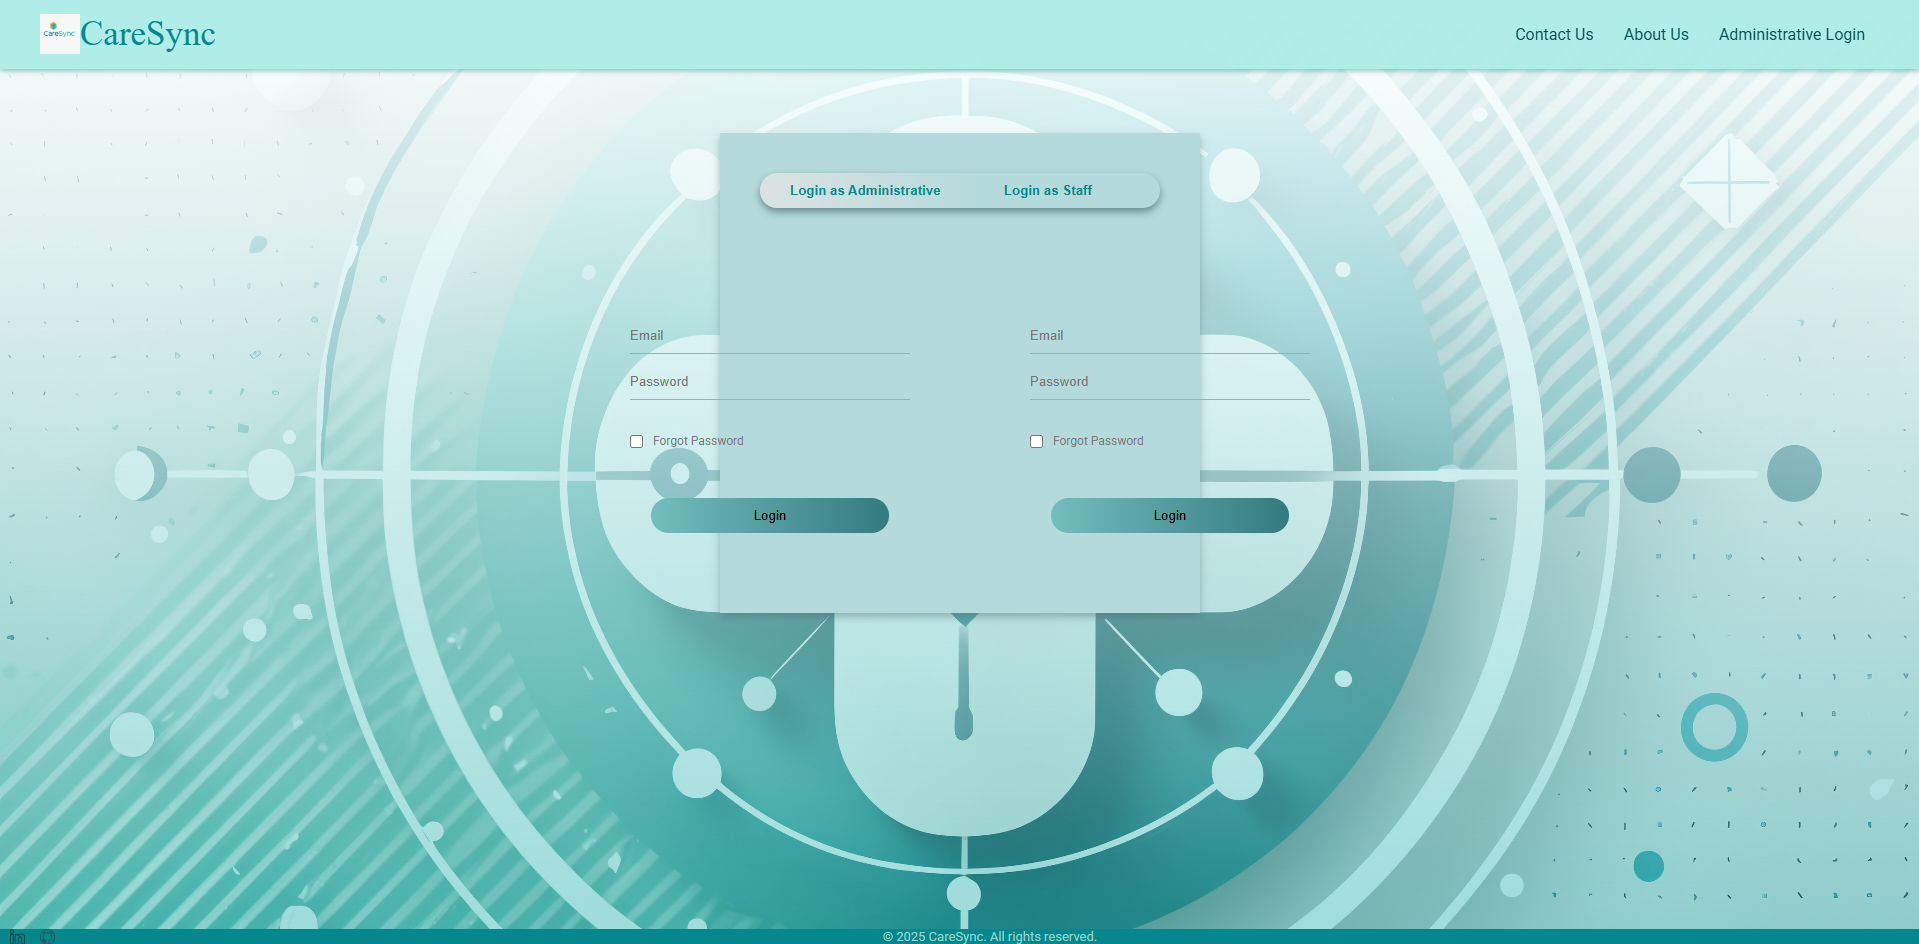 CareSync
CareSync
Contact Us
About Us
Administrative Login
Login as Administrative
Login as Staff
Email
Email
Password
Password
Forgot Password
Forgot Password
Login
Login
in
© 2025 CareSync. All rights reserved.